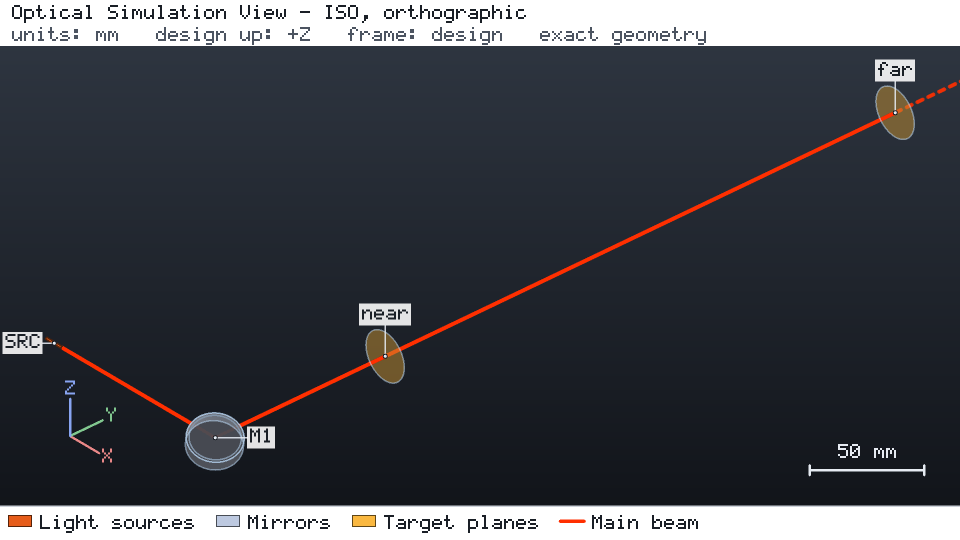 Optical Simulation View - ISO, orthographic
units: mm design up: +Z frame: design exact geometry
far
near
SRC
Z
Y
X
M1
50 mm
Light sources Mirrors Target planes Main beam